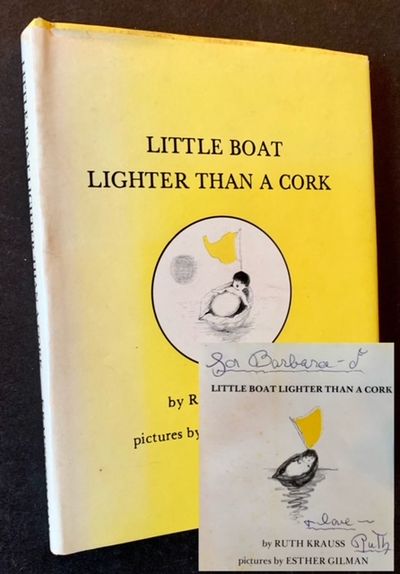 LITTLE BOAT
LIGHTER THAN A CORK
by R
pictures by
for Barbara -
LITTLE BOAT LIGHTER THAN A CORK
& love ~
by RUTH KRAUSS Ruth
pictures by ESTHER GILMAN